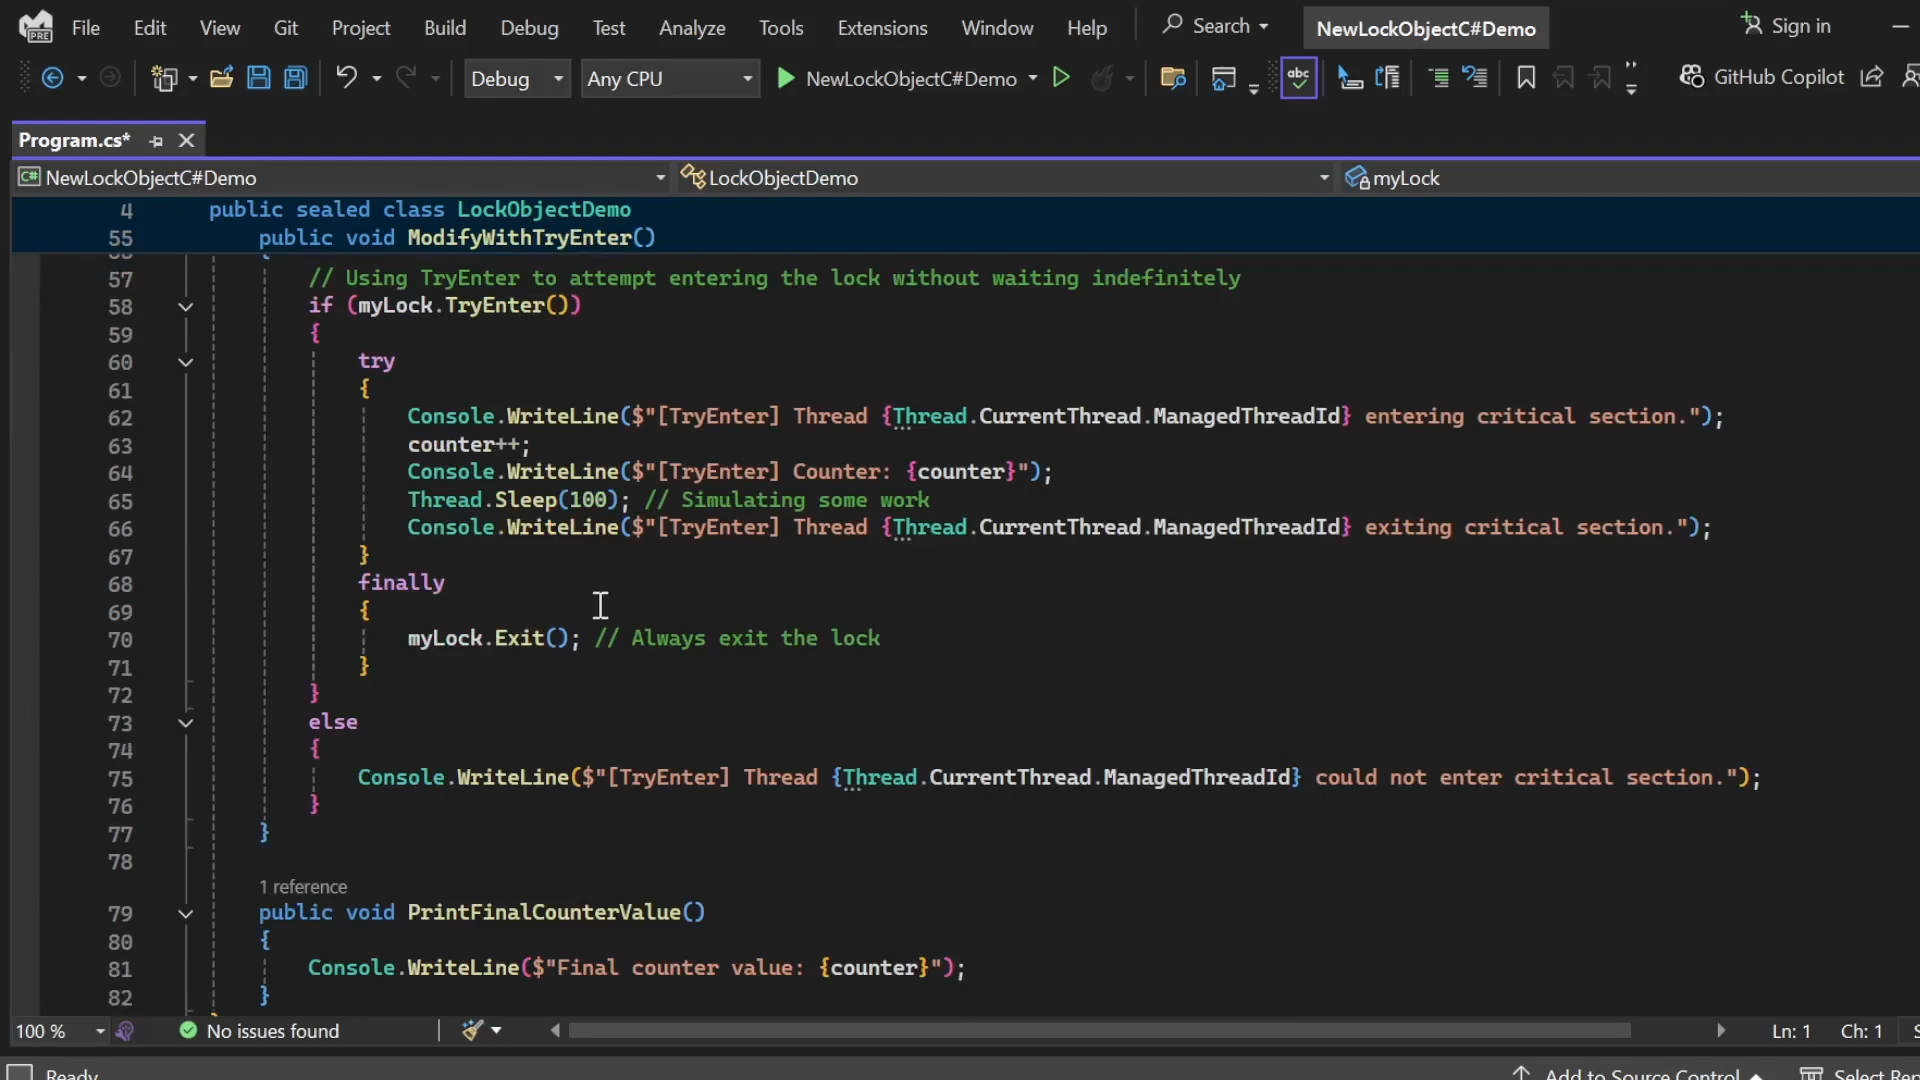 PRE File Edit View Git Project Build Debug Test Analyze Tools Extensions Window Help Search NewLockObjectC#Demo Sign in
Debug Any CPU NewLockObjectC#Demo abc GitHub Copilot
Program.cs*
C# NewLockObjectC#Demo LockObjectDemo myLock
4 public sealed class LockObjectDemo
55 public void ModifyWithTryEnter()
57 // Using TryEnter to attempt entering the lock without waiting indefinitely
58 if (myLock.TryEnter())
59 {
60 try
61 {
62 Console.WriteLine($"[TryEnter] Thread {Thread.CurrentThread.ManagedThreadId} entering critical section.");
63 counter++;
64 Console.WriteLine($"[TryEnter] Counter: {counter}");
65 Thread.Sleep(100); // Simulating some work
66 Console.WriteLine($"[TryEnter] Thread {Thread.CurrentThread.ManagedThreadId} exiting critical section.");
67 }
68 finally
69 {
70 myLock.Exit(); // Always exit the lock
71 }
72 }
73 else
74 {
75 Console.WriteLine($"[TryEnter] Thread {Thread.CurrentThread.ManagedThreadId} could not enter critical section.");
76 }
77 }
78
1 reference
79 public void PrintFinalCounterValue()
80 {
81 Console.WriteLine($"Final counter value: {counter}");
82 }
100 % No issues found Ln: 1 Ch: 1
Ready Add to Source Control Select Rep